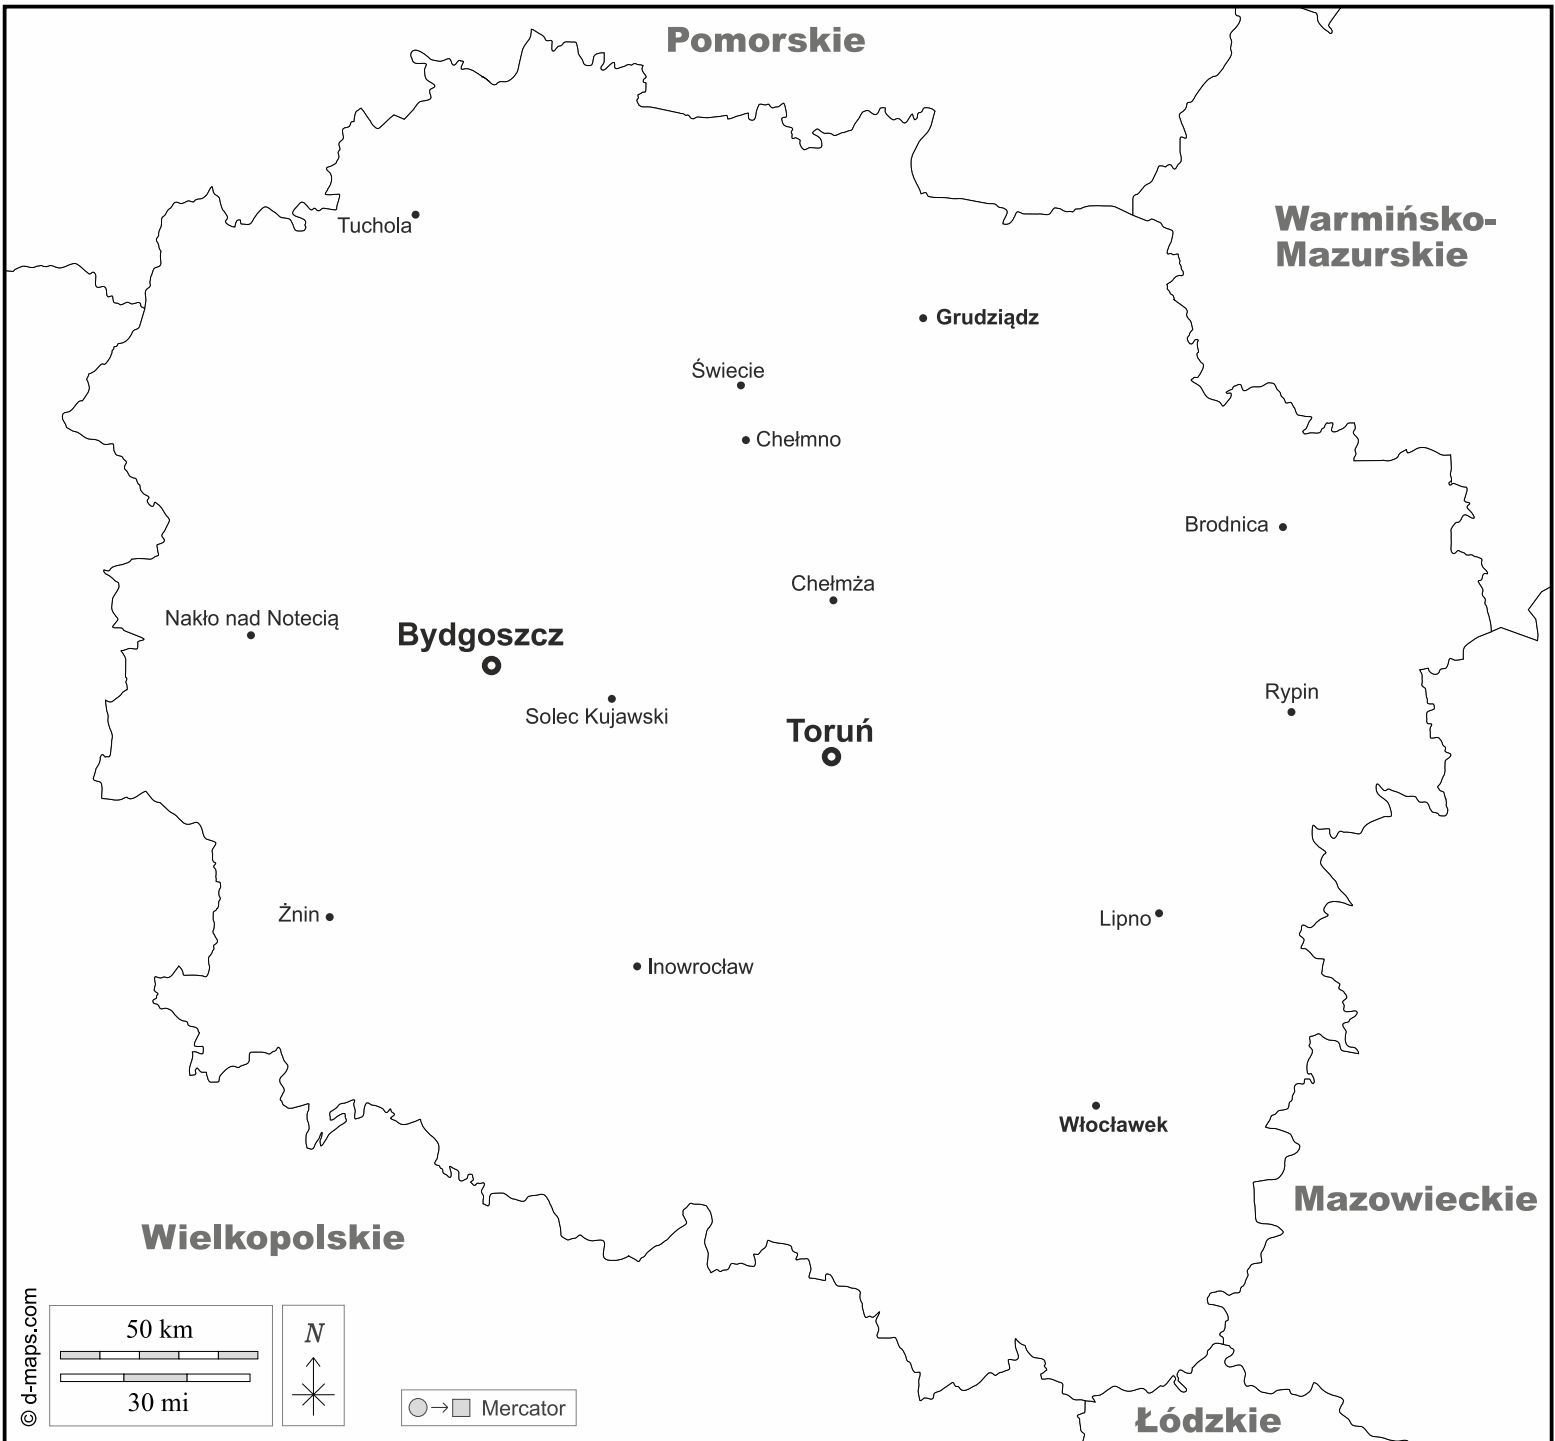 Pomorskie
Warmińsko-
Mazurskie
Tuchola
Grudziądz
Świecie
Chełmno
Brodnica
Chełmża
Nakło nad Notecią
Bydgoszcz
Solec Kujawski
Rypin
Toruń
Żnin
Lipno
Inowrocław
Włocławek
Mazowieckie
Wielkopolskie
© d-maps.com
50 km
30 mi
N
Mercator
Łódzkie